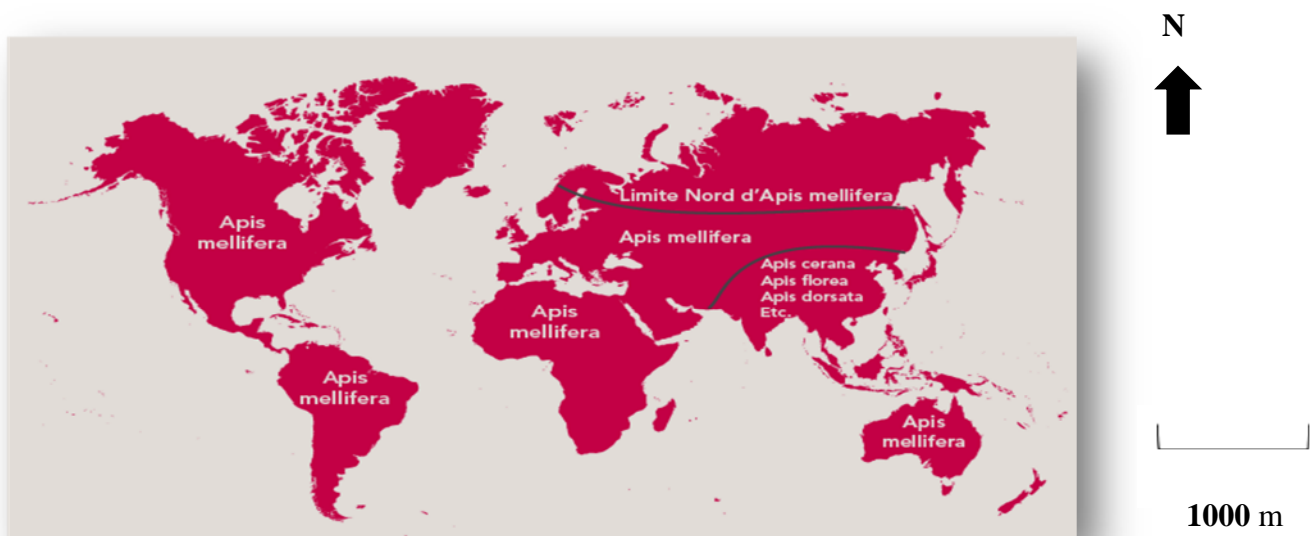 N
Limite Nord d'Apis mellifera
Apis
mellifera
Apis mellifera
Apis cerana
Apis florea
Apis dorsata
Etc.
Apis
mellifera
Apis
mellifera
Apis
mellifera
1000 m